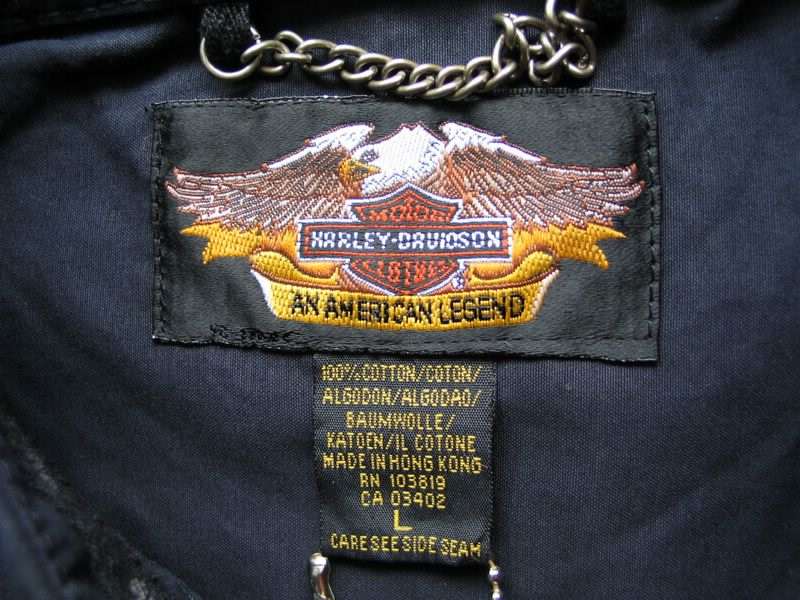 MOTOR
HARLEY-DAVIDSON
AN AMERICAN LEGEND
100% COTTON/COTON/
ALGODON/ALGODAO/
BAUMWOLLE/
KATOEN/IL COTONE
MADE IN HONG KONG
RN 103819
CA 03402
L
CARE SEE SIDE SEAM